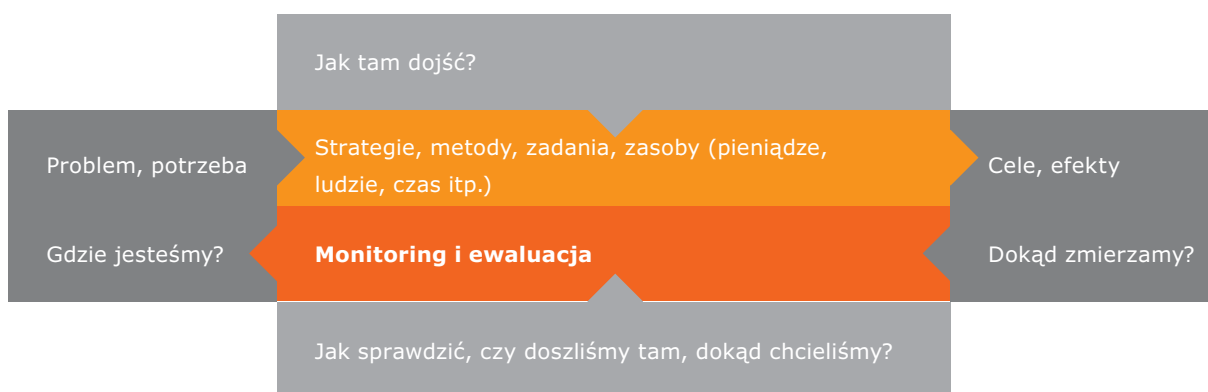 Jak tam dojść?
Problem, potrzeba
Strategie, metody, zadania, zasoby (pieniądze,
ludzie, czas itp.)
Cele, efekty
Gdzie jesteśmy?
Monitoring i ewaluacja
Dokąd zmierzamy?
Jak sprawdzić, czy doszliśmy tam, dokąd chcieliśmy?